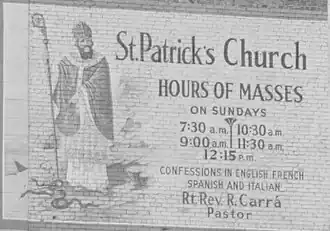 St. Patrick's Church
HOURS OF MASSES
ON SUNDAYS
7:30 a.m. 10:30 a.m.
9:00 a.m. 11:30 a.m.
12:15 P.M.
CONFESSIONS IN ENGLISH FRENCH
SPANISH AND ITALIAN
Rt. Rev. R. Carrá
Pastor